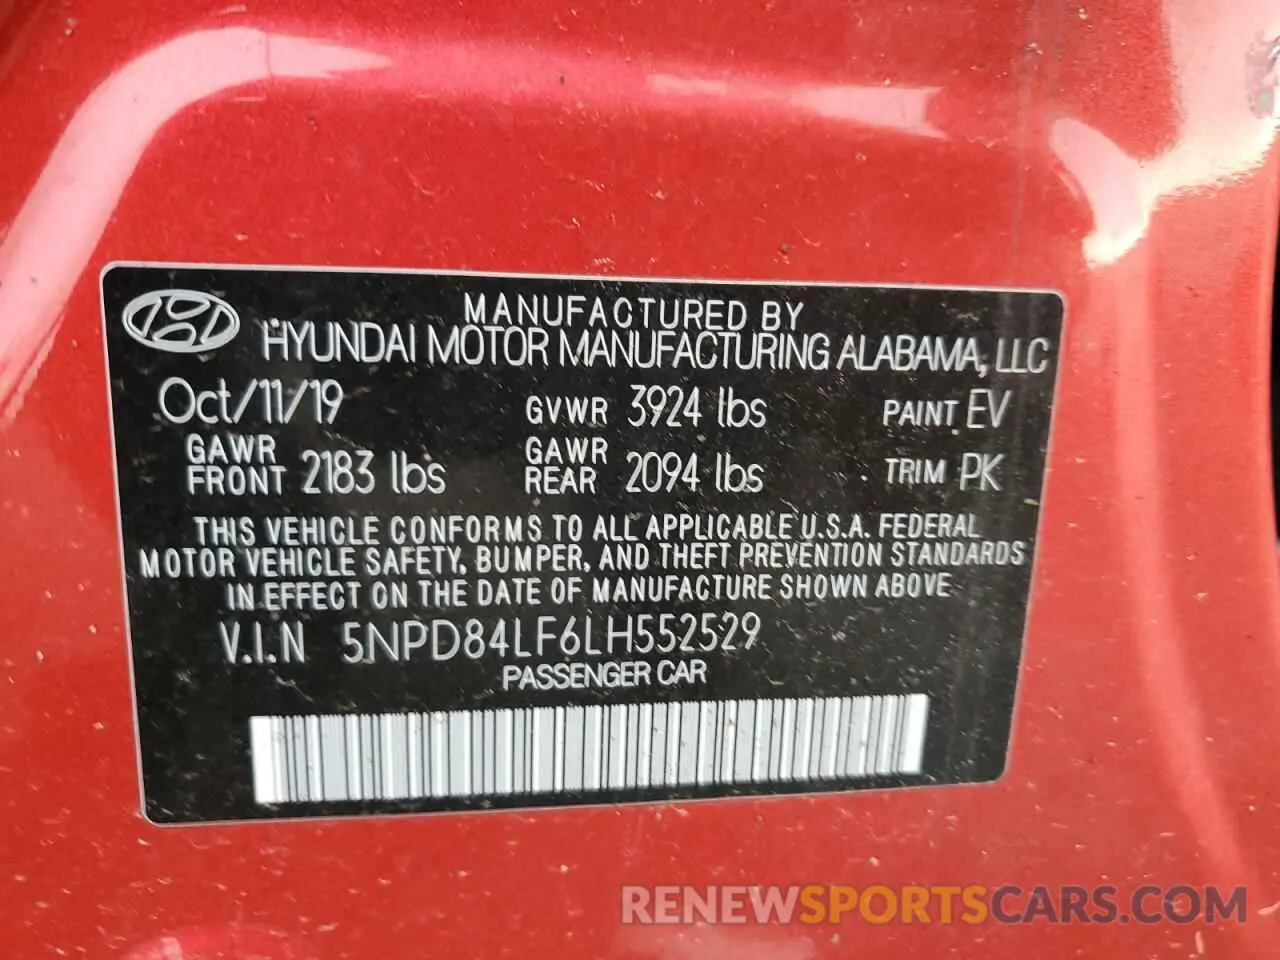 MANUFACTURED BY
HYUNDAI MOTOR MANUFACTURING ALABAMA, LLC
Oct/11/19 GVWR 3924 lbs PAINT EV
GAWR FRONT 2183 lbs GAWR REAR 2094 lbs TRIM PK
THIS VEHICLE CONFORMS TO ALL APPLICABLE U.S.A. FEDERAL
MOTOR VEHICLE SAFETY, BUMPER, AND THEFT PREVENTION STANDARDS
IN EFFECT ON THE DATE OF MANUFACTURE SHOWN ABOVE
V.I.N 5NPD84LF6LH552529
PASSENGER CAR
RENEWSPORTSCARS.COM